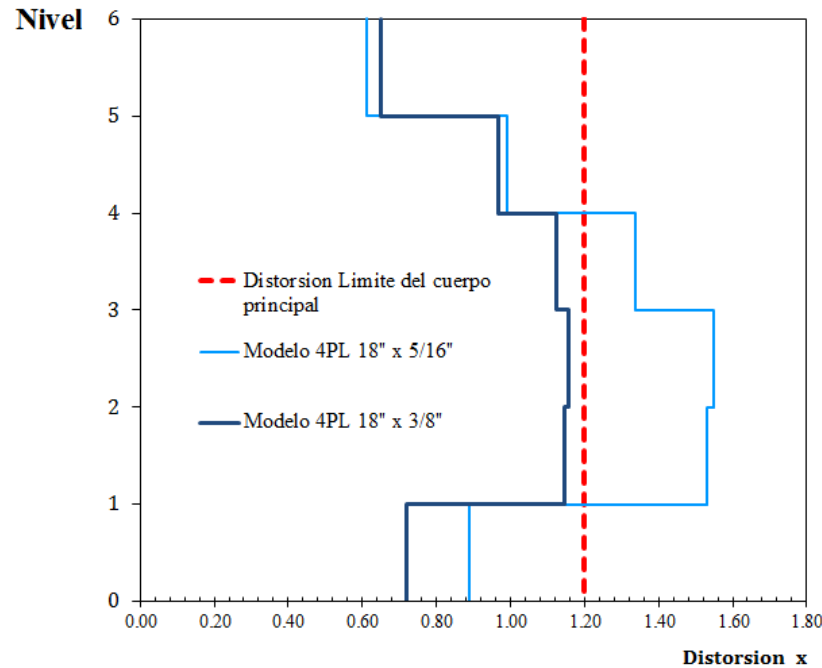 Nivel
6
5
4
3
2
1
0
Distorsion Limite del cuerpo
principal
Modelo 4PL 18" x 5/16"
Modelo 4PL 18" x 3/8"
0.00 0.20 0.40 0.60 0.80 1.00 1.20 1.40 1.60 1.80
Distorsion x